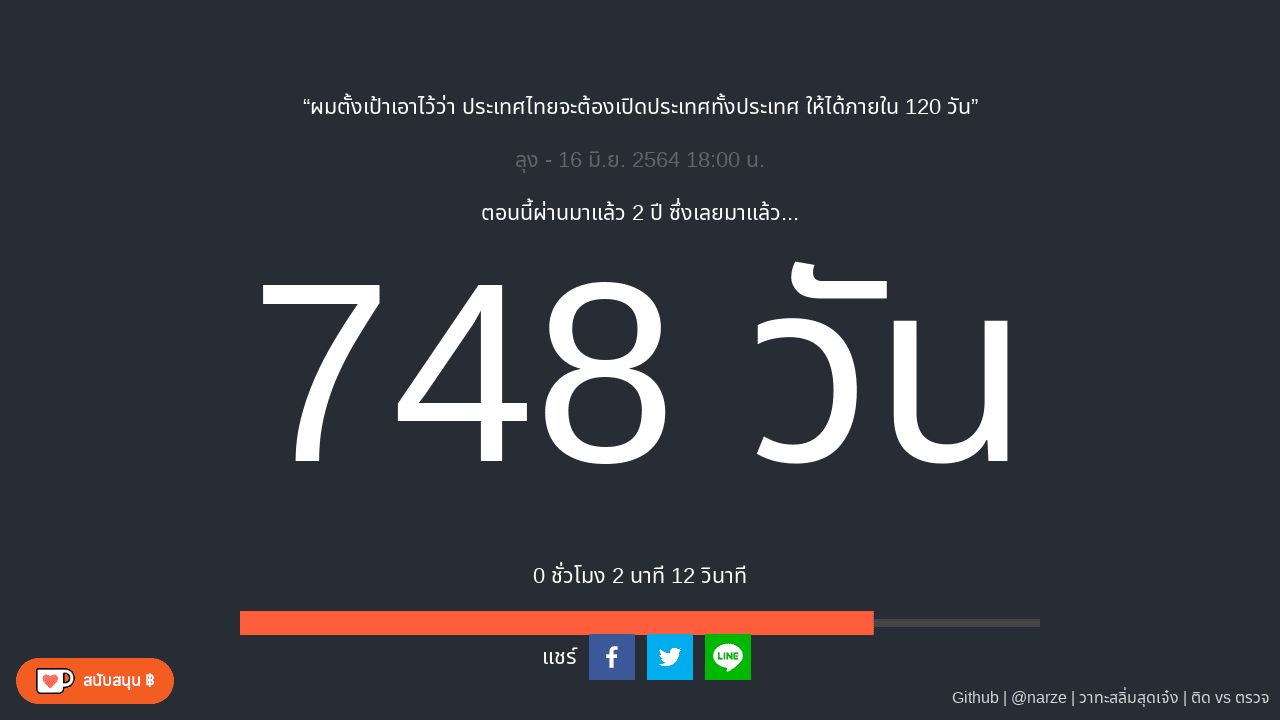 “ผมตั้งเป้าเอาไว้ว่า ประเทศไทยจะต้องเปิดประเทศทั้งประเทศ ให้ได้ภายใน 120 วัน”
ลุง - 16 มิ.ย. 2564 18:00 น.
ตอนนี้ผ่านมาแล้ว 2 ปี ซึ่งเลยมาแล้ว...
748 วัน
0 ชั่วโมง 2 นาที 12 วินาที
แชร์
LINE
สนับสนุน ฿
Github | @narze | วาทะสลิ่มสุดเจ๋ง | ติด vs ตรวจ